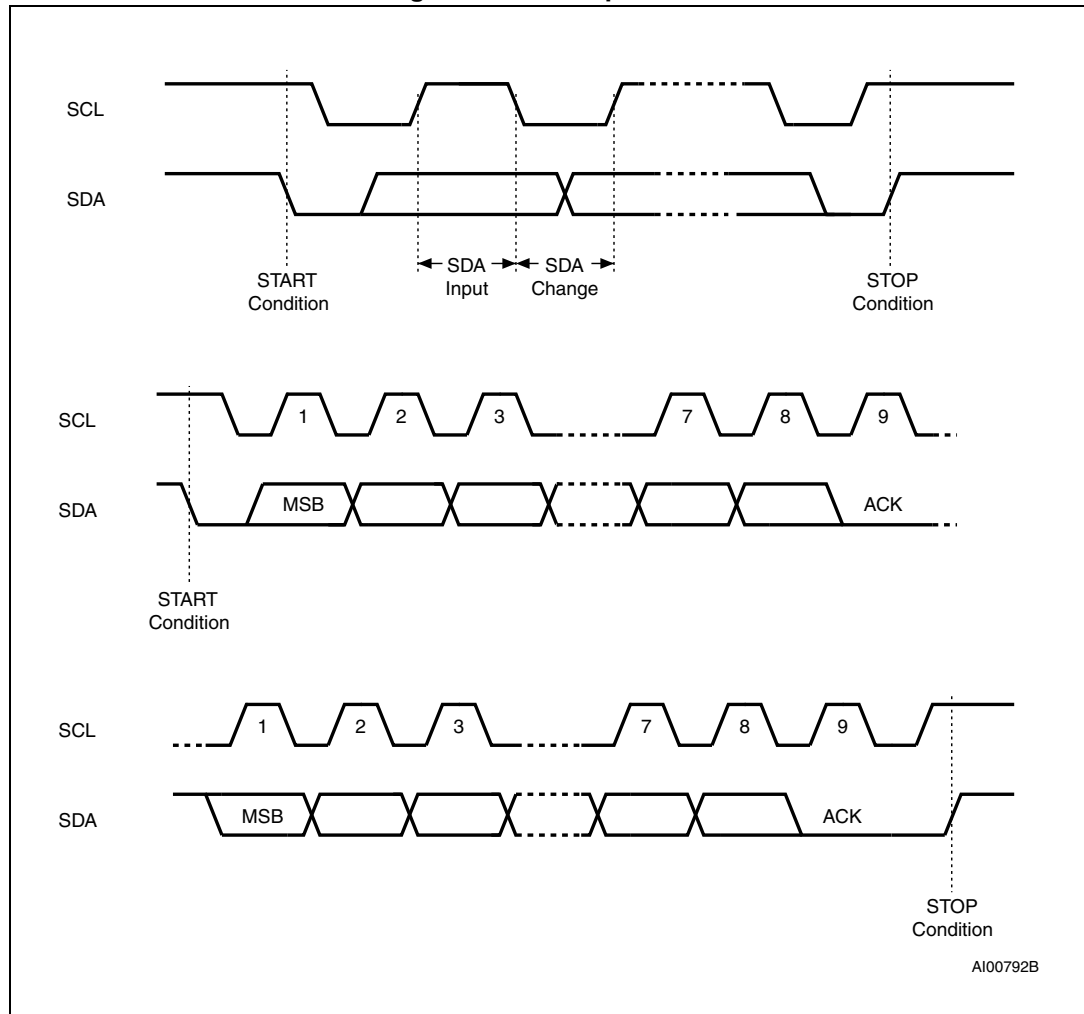 SCL
SDA
SDA
Input
SDA
Change
START
Condition
STOP
Condition
SCL
1 2 3 7 8 9
SDA
MSB ACK
START
Condition
SCL
1 2 3 7 8 9
SDA
MSB ACK
STOP
Condition
AI00792B